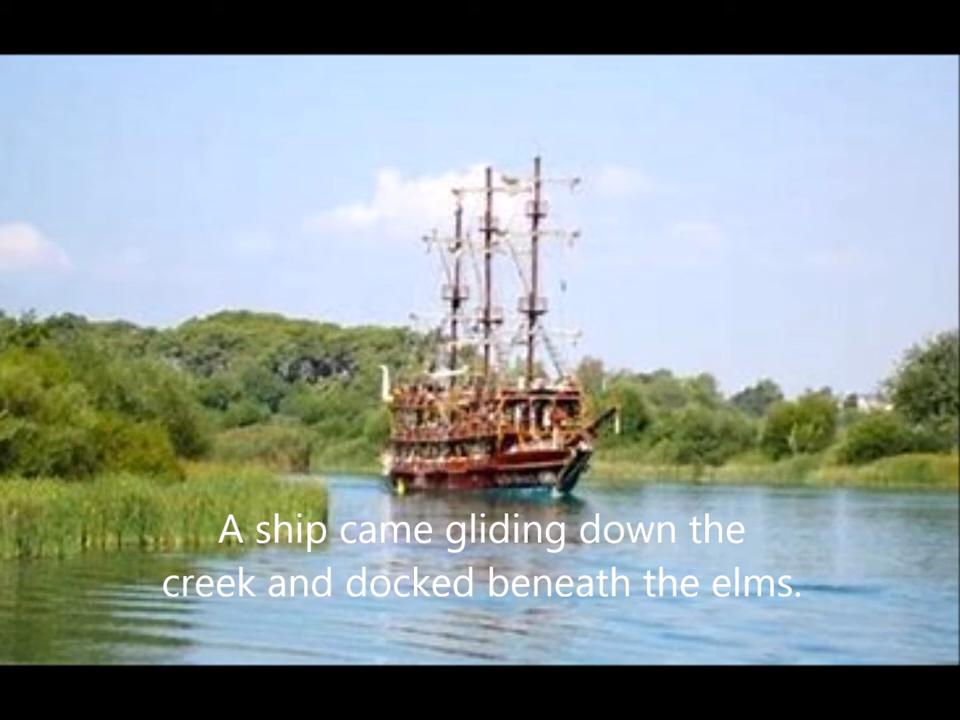 A ship came gliding down the
creek and docked beneath the elms.